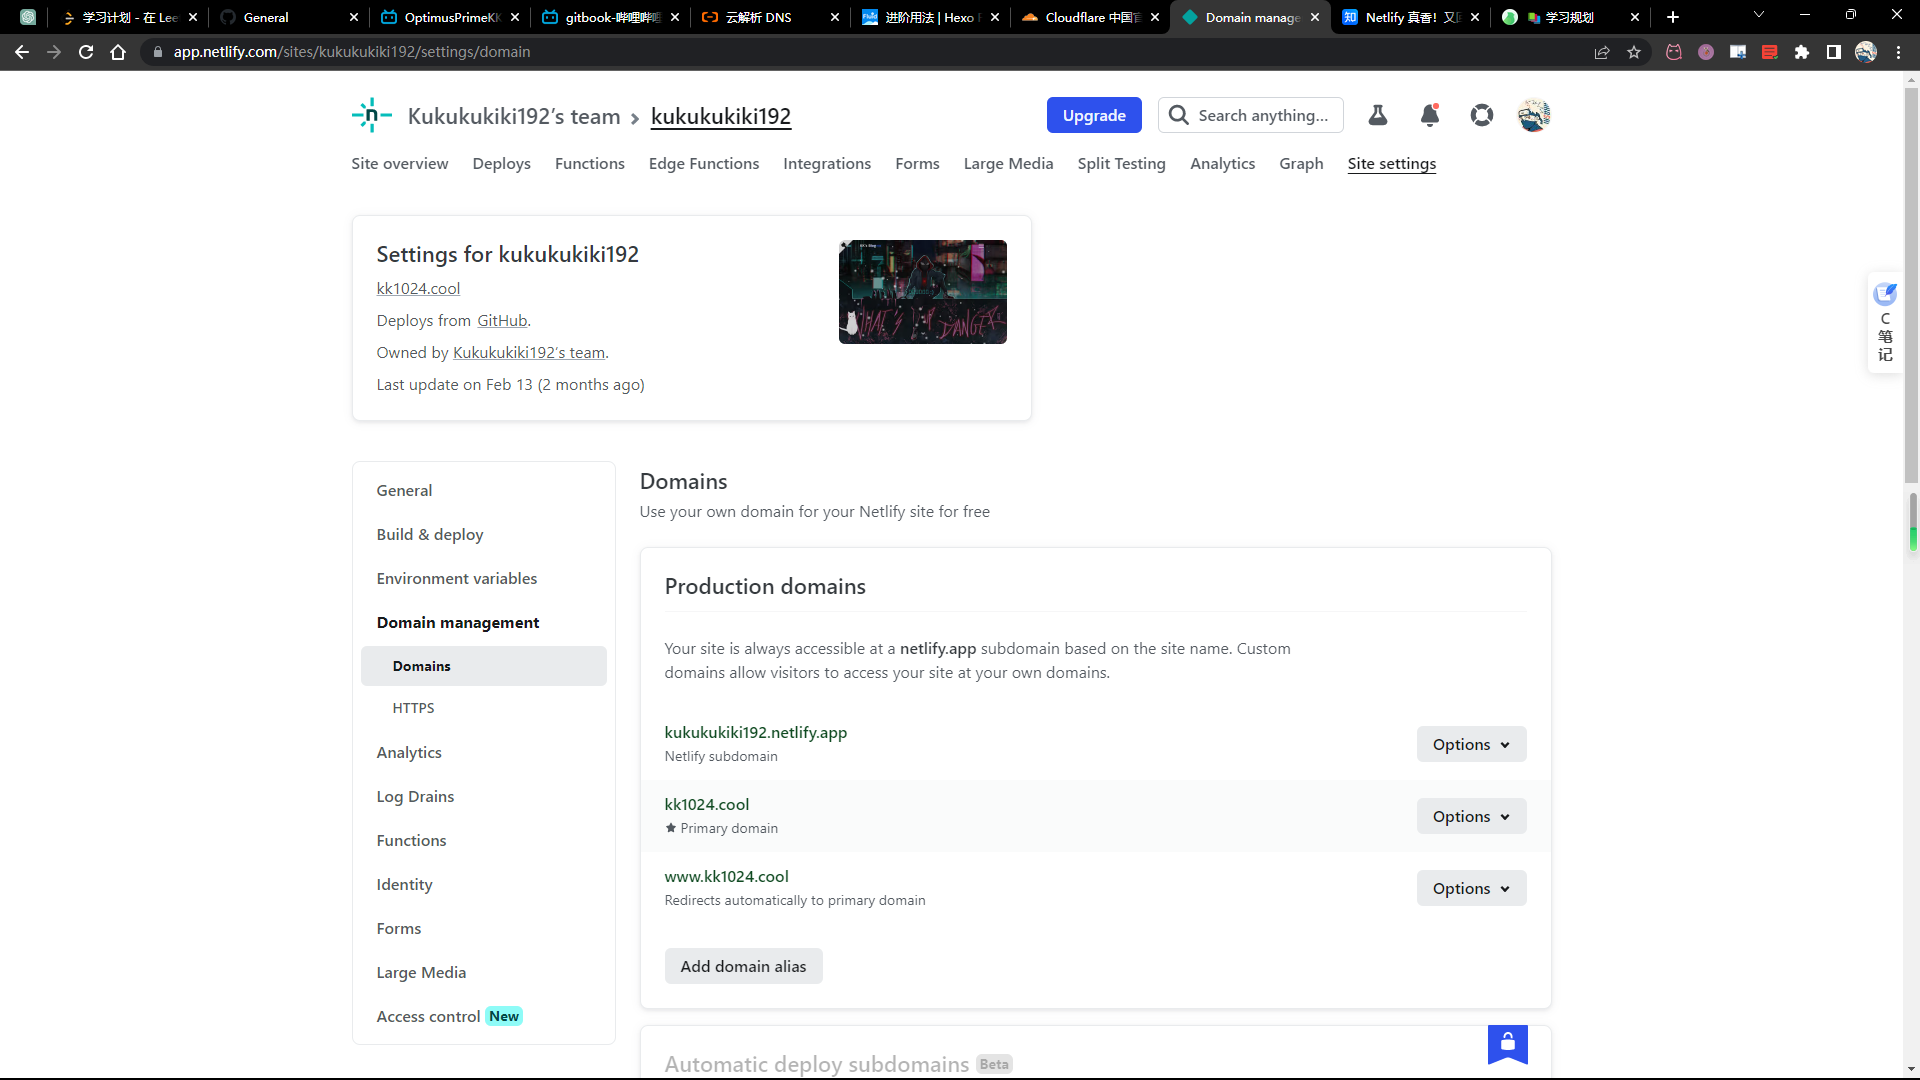 学习计划 - 在 Lee
General
OptimusPrimeKK
gitbook-哔哩哔哩
云解析 DNS
进阶用法 | Hexo
Cloudflare 中国官
Domain manage
Netlify 真香！又
学习规划
app.netlify.com/sites/kukukukiki192/settings/domain
Kukukukiki192's team
kukukukiki192
Upgrade
Search anything...
Site overview
Deploys
Functions
Edge Functions
Integrations
Forms
Large Media
Split Testing
Analytics
Graph
Site settings
Settings for kukukukiki192
kk1024.cool
Deploys from GitHub.
Owned by Kukukukiki192's team.
Last update on Feb 13 (2 months ago)
C
笔
记
General
Build & deploy
Environment variables
Domain management
Domains
HTTPS
Analytics
Log Drains
Functions
Identity
Forms
Large Media
Access control New
Domains
Use your own domain for your Netlify site for free
Production domains
Your site is always accessible at a netlify.app subdomain based on the site name. Custom
domains allow visitors to access your site at your own domains.
kukukukiki192.netlify.app
Netlify subdomain
Options
kk1024.cool
Primary domain
Options
www.kk1024.cool
Redirects automatically to primary domain
Options
Add domain alias
Automatic deploy subdomains Beta